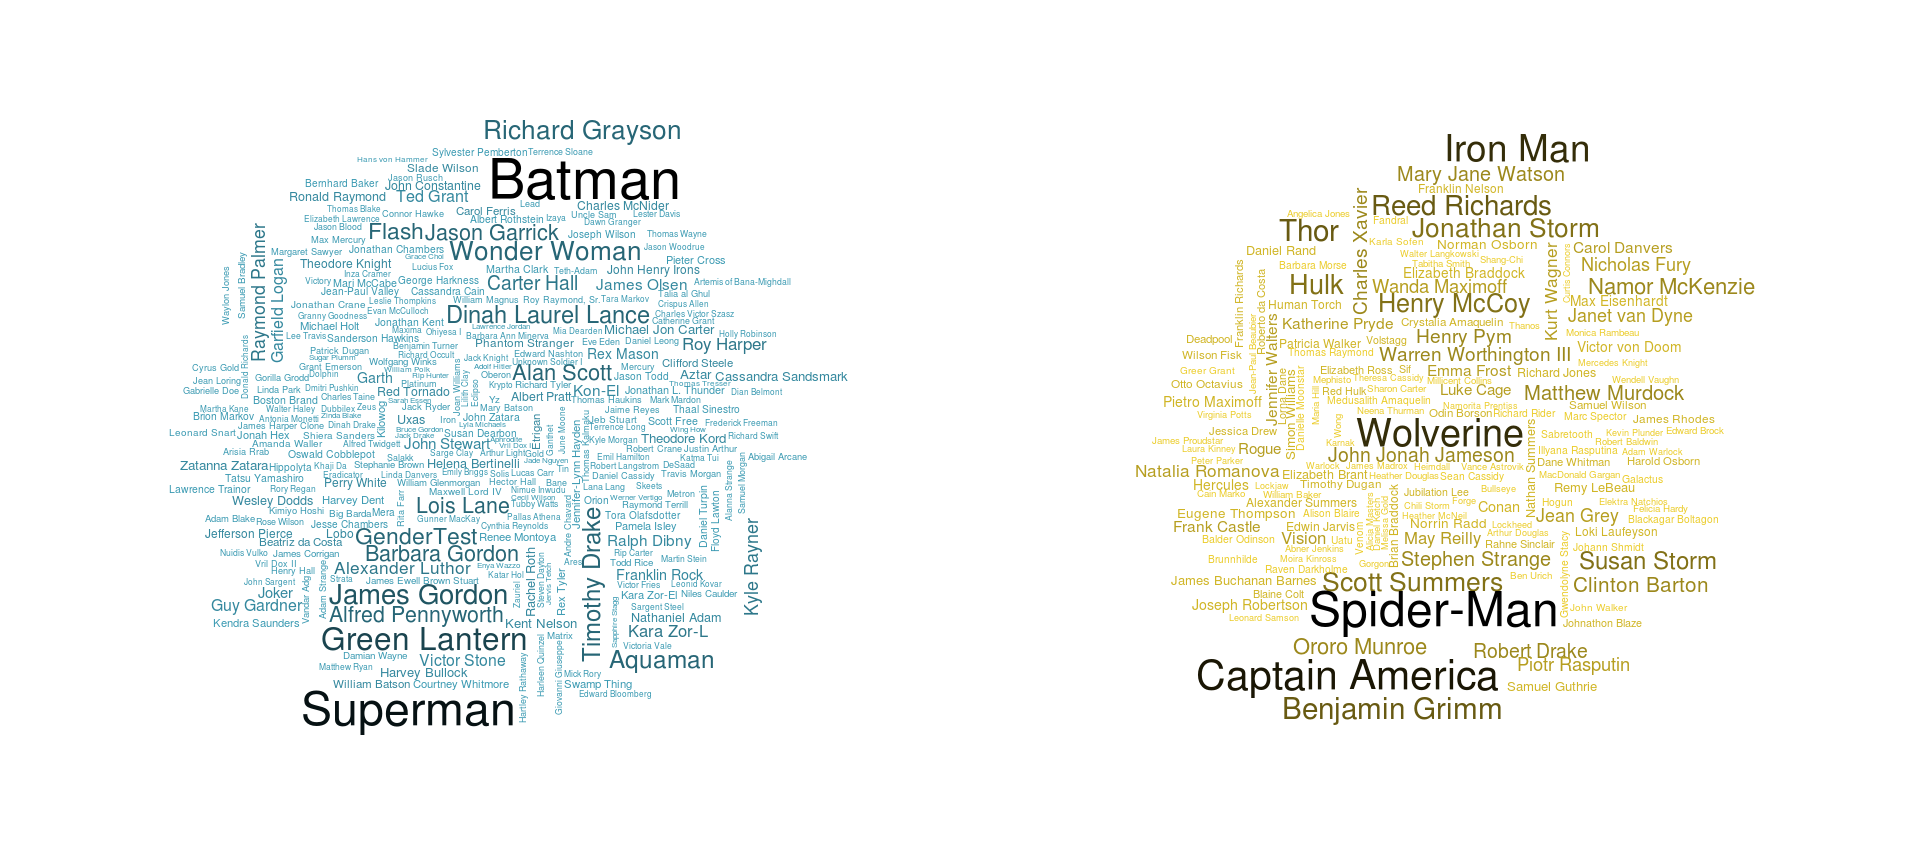 Richard Grayson
Sylvester Pemberton
Terrence Sloane
Hans von Hammer
Batman
Slade Wilson
Jason Rusch
Bernhard Baker
John Constantine
Ronald Raymond
Ted Grant
Lead
Charles McNider
Thomas Blake
Connor Hawke
Carol Ferris
Albert Rothstein
Izaya
Uncle Sam
Lester Davis
Dawn Granger
Elizabeth Lawrence
Jason Blood
Flash
Jason Garrick
Joseph Wilson
Thomas Wayne
Max Mercury
Jonathan Chambers
Wonder Woman
Jason Woodrue
Margaret Sawyer
Grace Choi
Pieter Cross
Raymond Palmer
Garfield Logan
Samuel Bradley
Waylon Jones
Theodore Knight
Lucius Fox
Martha Clark
Teth-Adam
John Henry Irons
Inza Cramer
Victory
Mari McCabe
George Harkness
Carter Hall
James Olsen
Artemis of Bana-Mighdall
Jean-Paul Valley
Cassandra Cain
Talia al Ghul
Jonathan Crane
Leslie Thompkins
William Magnus
Roy Raymond, Sr.
Tara Markov
Crispus Allen
Evan McCulloch
Granny Goodness
Dinah Laurel Lance
Charles Victor Szasz
Catherine Grant
Michael Holt
Jonathan Kent
Lawrence Jordan
Maxima
Ohiyesa I
Barbara Ann Minerva
Mia Dearden
Michael Jon Carter
Holly Robinson
Lee Travis
Sanderson Hawkins
Phantom Stranger
Eve Eden
Daniel Leong
Roy Harper
Benjamin Turner
Patrick Dugan
Sugar Plumm
Richard Occult
Jack Knight
Edward Nashton
Unknown Soldier I
Rex Mason
Cyrus Gold
Grant Emerson
Wolfgang Winks
William Polk
Adolf Hitler
Alan Scott
Mercury
Clifford Steele
Jean Loring
Donald Richards
Gorilla Grodd
Dolphin
Garth
Rip Hunter
Oberon
Jason Todd
Aztar
Cassandra Sandsmark
Gabrielle Doe
Linda Park
Dmitri Pushkin
Platinum
Krypto
Richard Tyler
Thomas Tresser
Boston Brand
Charles Taine
Red Tornado
Sarah Essen
Joan Williams
Lilith Clay
Eclipso
Yz
Albert Pratt
Kon-El
Jonathan L. Thunder
Dian Belmont
Thomas Haukins
Mark Mardon
Martha Kane
Walter Haley
Dubbilex
Zeus
Jack Ryder
Mary Batson
Jaime Reyes
Thaal Sinestro
Brion Markov
Antonia Monetti
Zinda Blake
Kilowog
Uxas
Iron
John Zatara
Jeb Stuart
Scott Free
Frederick Freeman
James Harper Clone
Dinah Drake
Lyla Michaels
Terrence Long
Wing How
Leonard Snart
Jonah Hex
Shiera Sanders
Bruce Gordon
Jack Drake
Susan Dearbon
Etrigan
June Moone
Kyle Morgan
Theodore Kord
Richard Swift
Amanda Waller
Alfred Twidgett
John Stewart
Aphrodite
Ganthet
Robert Crane
Justin Arthur
Arisia Rrab
Oswald Cobblepot
Salakk
Sarge Clay
Arthur Light
Gold
Vril Dox I
Emil Hamilton
Katma Tui
Abigail Arcane
Zatanna Zatara
Hippolyta
Khaji Da
Stephanie Brown
Helena Bertinelli
Jade Nguyen
Thomas Kalmaku
Robert Langstrom
DeSaad
Tatsu Yamashiro
Eradicator
Linda Danvers
Emily Briggs
Solis
Lucas Carr
Tin
Daniel Cassidy
Travis Morgan
Lawrence Trainor
Rory Regan
Perry White
William Glenmorgan
Hector Hall
Bane
Lana Lang
Skeets
Wesley Dodds
Harvey Dent
Maxwell Lord IV
Nimue Inwudu
Jennifer-Lynn Hayden
Orion
Werner Vertigo
Metron
Alanna Strange
Samuel Morgan
Kimiyo Hoshi
Big Barda
Mera
Rita Farr
Lois Lane
Cecil Wilson
Tubby Watts
Chavard
Raymond Terrill
Adam Blake
Rose Wilson
Jesse Chambers
Gunner MacKay
Pallas Athena
Tora Olafsdotter
Daniel Turpin
Floyd Lawton
Jefferson Pierce
Lobo
GenderTest
Cynthia Reynolds
Pamela Isley
Beatriz da Costa
Renee Montoya
Andre
Timothy Drake
Ralph Dibny
Nuidis Vulko
James Corrigan
Barbara Gordon
Rip Carter
Martin Stein
Kyle Rayner
Vril Dox II
Henry Hall
Alexander Luthor
Enya Wazzo
Katar Hol
Rachel Roth
Ares
Todd Rice
John Sargent
Adam Strange
Strata
James Ewell Brown Stuart
Zauriel
Steven Dayton
Jervis Tetch
Rex Tyler
Franklin Rock
Victor Fries
Leonid Kovar
Joker
Vandar Adg
James Gordon
Kara Zor-El
Niles Caulder
Guy Gardner
Alfred Pennyworth
Sargent Steel
Kendra Saunders
Kent Nelson
Sapphire Stagg
Nathaniel Adam
Green Lantern
Matrix
Kara Zor-L
Damian Wayne
Victor Stone
Harleen Quinzel
Giovanni Giuseppe
Victoria Vale
Matthew Ryan
Harvey Bullock
Hartley Rathaway
Mick Rory
Aquaman
William Batson
Courtney Whitmore
Swamp Thing
Edward Bloomberg
Superman
Iron Man
Mary Jane Watson
Franklin Nelson
Reed Richards
Angelica Jones
Fandral
Thor
Charles Xavier
Jonathan Storm
Karla Sofen
Norman Osborn
Carol Danvers
Daniel Rand
Walter Langkowski
Shang-Chi
Kurt Wagner
Curtis Connors
Barbara Morse
Tabitha Smith
Elizabeth Braddock
Nicholas Fury
Hulk
Wanda Maximoff
Namor McKenzie
Franklin Richards
Roberto da Costa
Human Torch
Henry McCoy
Max Eisenhardt
Katherine Pryde
Crystalia Amaquelin
Thanos
Janet van Dyne
Deadpool
Jean-Paul Beaubier
Jennifer Walters
Patricia Walker
Volstagg
Henry Pym
Monica Rambeau
Wilson Fisk
Thomas Raymond
Warren Worthington III
Victor von Doom
Greer Grant
Elizabeth Ross
Sif
Emma Frost
Richard Jones
Mercedes Knight
Otto Octavius
Lorna Dane
Simon Williams
Danielle Moonstar
Mephisto
Theresa Cassidy
Millicent Collins
Wendell Vaughn
Maria Hill
Red Hulk
Sharon Carter
Luke Cage
Matthew Murdock
Pietro Maximoff
Medusalith Amaquelin
Namorita Prentiss
Samuel Wilson
Virginia Potts
Wong
Neena Thurman
Odin Borson
Richard Rider
Marc Spector
James Rhodes
Jessica Drew
Wolverine
Kevin Plunder
Edward Brock
James Proudstar
Karnak
Sabretooth
Robert Baldwin
Laura Kinney
Rogue
John Jonah Jameson
Nathan Summers
Illyana Rasputina
Adam Warlock
Peter Parker
Warlock
James Madrox
Heimdall
Vance Astrovik
Dane Whitman
Harold Osborn
Natalia Romanova
Elizabeth Brant
Heather Douglas
Sean Cassidy
MacDonald Gargan
Hercules
Lockjaw
Timothy Dugan
Galactus
Cain Marko
William Baker
Jubilation Lee
Bullseye
Remy LeBeau
Alexander Summers
Alicia Masters
Daniel Ketch
Melissa Gold
Brian Braddock
Chili Storm
Forge
Conan
Hogun
Elektra Natchios
Eugene Thompson
Alison Blaire
Heather McNeil
Jean Grey
Felicia Hardy
Frank Castle
Edwin Jarvis
Norrin Radd
Lockheed
Blackagar Boltagon
Balder Odinson
Vision
Uatu
Venom
May Reilly
Arthur Douglas
Loki Laufeyson
Abner Jenkins
Rahne Sinclair
Gwendolyne Stacy
Johann Shmidt
Brunnhilde
Moira Kinross
Gorgon
Stephen Strange
Susan Storm
Raven Darkholme
James Buchanan Barnes
Scott Summers
Ben Urich
Clinton Barton
Blaine Colt
Joseph Robertson
Spider-Man
John Walker
Leonard Samson
Johnathon Blaze
Ororo Munroe
Robert Drake
Piotr Rasputin
Captain America
Samuel Guthrie
Benjamin Grimm